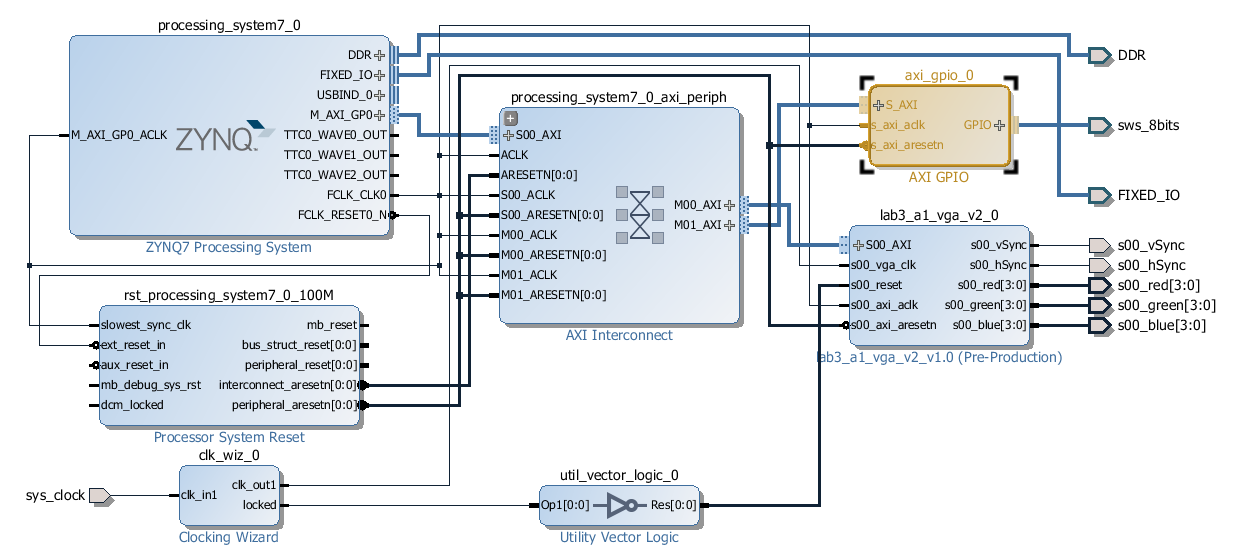 processing_system7_0
DDR
FIXED_IO
USBIND_0
M_AXI_GP0
M_AXI_GP0_ACLK
ZYNQ
TTC0_WAVE0_OUT
TTC0_WAVE1_OUT
TTC0_WAVE2_OUT
FCLK_CLK0
FCLK_RESET0_N
ZYNQ7 Processing System
processing_system7_0_axi_periph
S00_AXI
ACLK
ARESETN[0:0]
S00_ACLK
S00_ARESETN[0:0]
M00_ACLK
M00_ARESETN[0:0]
M01_ACLK
M01_ARESETN[0:0]
M00_AXI
M01_AXI
AXI Interconnect
axi_gpio_0
S_AXI
s_axi_aclk
s_axi_aresetn
GPIO
AXI GPIO
DDR
sws_8bits
FIXED_IO
lab3_a1_vga_v2_0
S00_AXI
s00_vga_clk
s00_reset
s00_axi_aclk
s00_axi_aresetn
s00_vSync
s00_hSync
s00_red[3:0]
s00_green[3:0]
s00_blue[3:0]
lab3_a1_vga_v2_v1.0 (Pre-Production)
s00_vSync
s00_hSync
s00_red[3:0]
s00_green[3:0]
s00_blue[3:0]
rst_processing_system7_0_100M
slowest_sync_clk
ext_reset_in
aux_reset_in
mb_debug_sys_rst
dcm_locked
mb_reset
bus_struct_reset[0:0]
peripheral_reset[0:0]
interconnect_aresetn[0:0]
peripheral_aresetn[0:0]
Processor System Reset
clk_wiz_0
sys_clock
clk_in1
clk_out1
locked
Clocking Wizard
util_vector_logic_0
Op1[0:0]
Res[0:0]
Utility Vector Logic